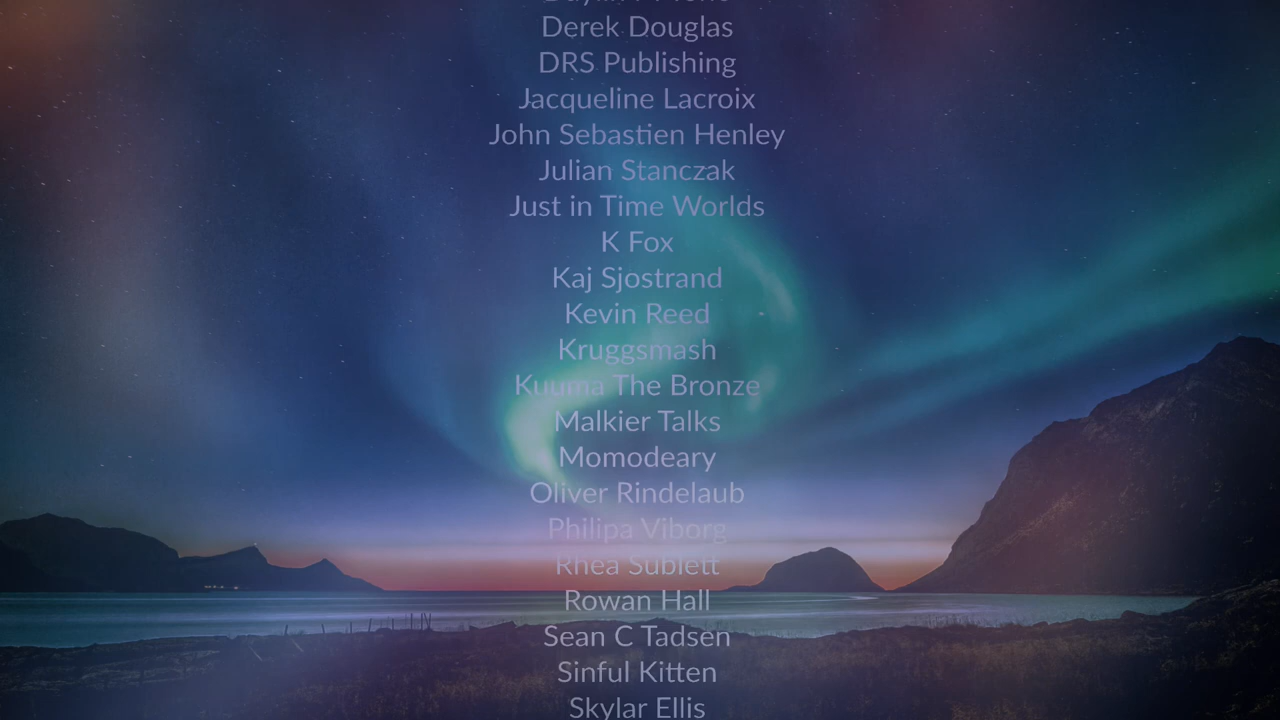 Derek Douglas
DRS Publishing
Jacqueline Lacroix
John Sebastien Henley
Julian Stanczak
Just in Time Worlds
K Fox
Kaj Sjostrand
Kevin Reed
Kruggsmash
Kuuma The Bronze
Malkier Talks
Momodeary
Oliver Rindelaub
Philipa Viborg
Rhea Sublett
Rowan Hall
Sean C Tadsen
Sinful Kitten
Skylar Ellis